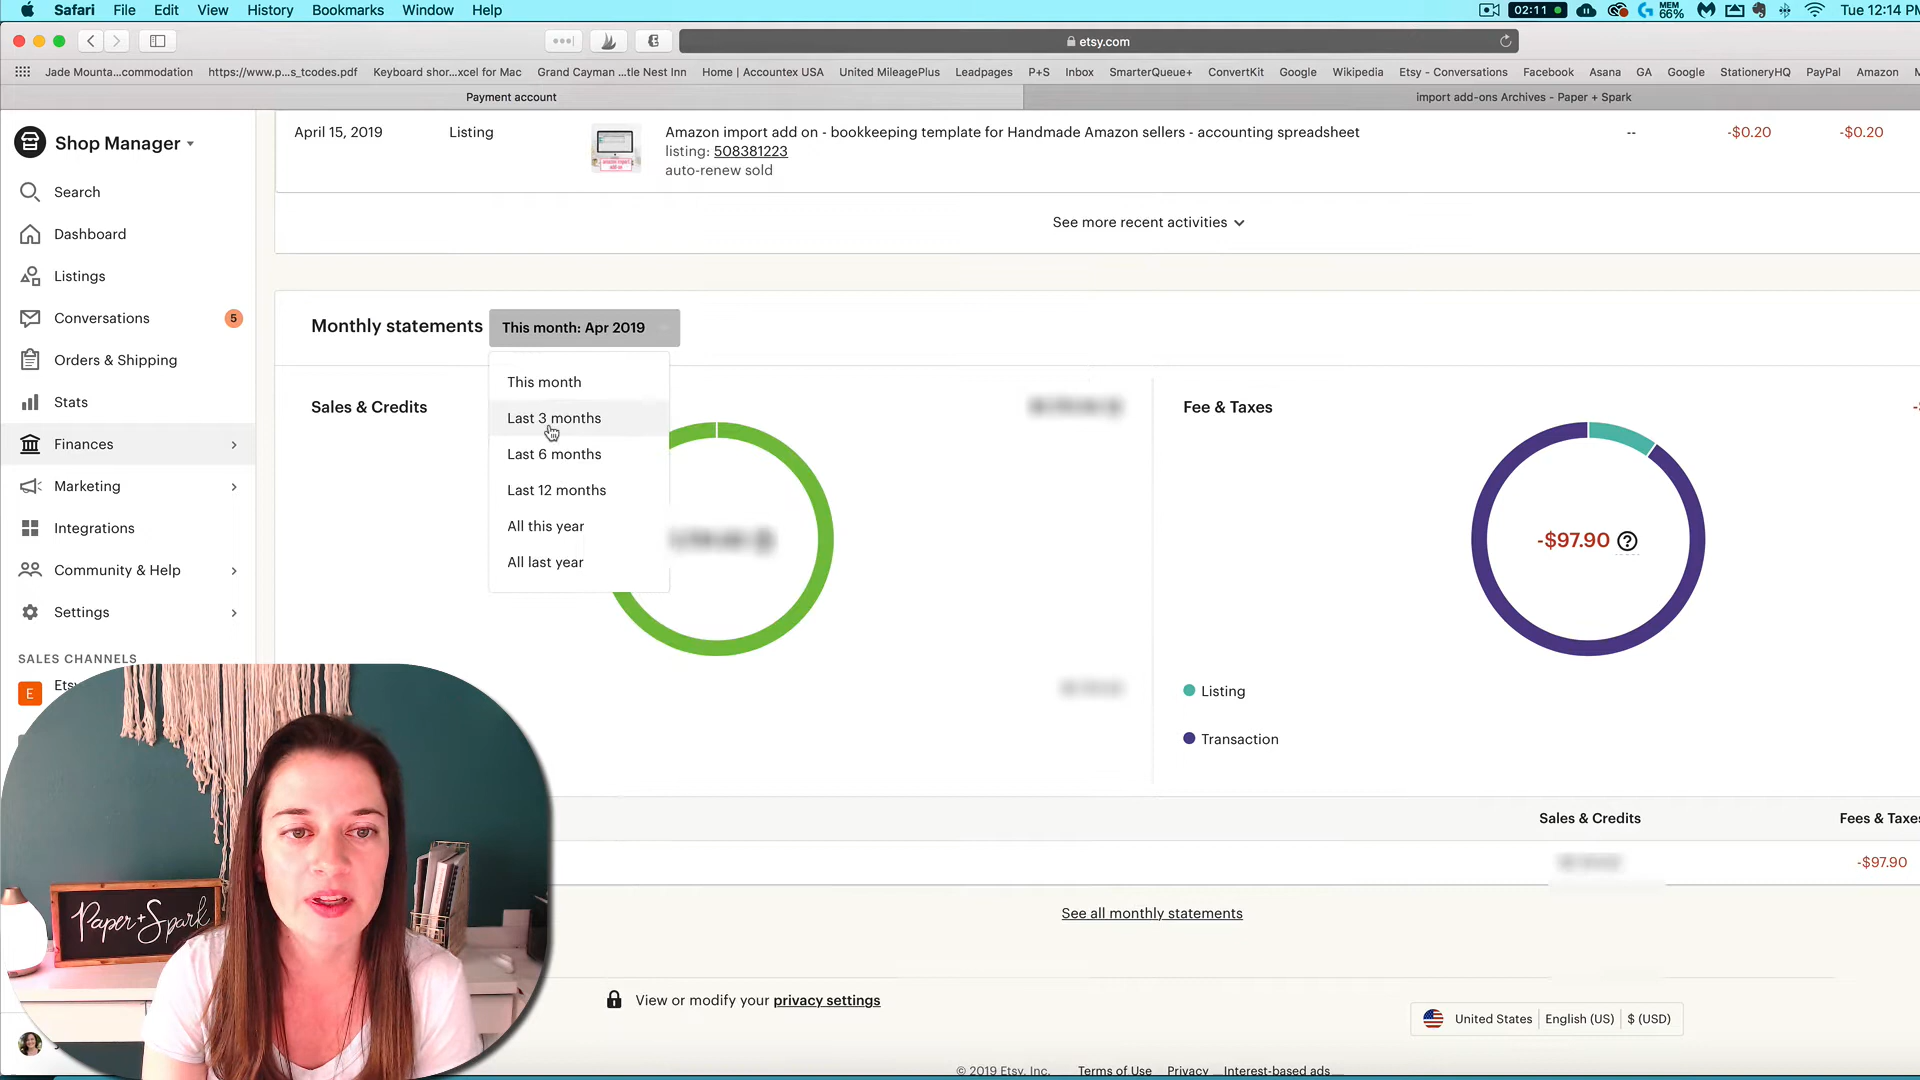 Safari File Edit View History Bookmarks Window Help
02:11 MEM 66% Tue 12:14 PM
etsy.com
Jade Mounta...commodation https://www.p...s_tcodes.pdf Keyboard shor...xcel for Mac Grand Cayman ...tle Nest Inn Home | Accountex USA United MileagePlus Leadpages P+S Inbox SmarterQueue+ ConvertKit Google Wikipedia Etsy - Conversations Facebook Asana GA Google StationeryHQ PayPal Amazon
Payment account import add-ons Archives - Paper + Spark
Shop Manager
Search
Dashboard
Listings
Conversations 5
Orders & Shipping
Stats
Finances
Marketing
Integrations
Community & Help
Settings
SALES CHANNELS
E Etsy
April 15, 2019 Listing Amazon import add on - bookkeeping template for Handmade Amazon sellers - accounting spreadsheet -- -$0.20 -$0.20
listing: 508381223
auto-renew sold
See more recent activities
Monthly statements This month: Apr 2019
This month
Last 3 months
Last 6 months
Last 12 months
All this year
All last year
Sales & Credits
Fee & Taxes
-$97.90 ?
Listing
Transaction
Sales & Credits Fees & Taxes
-$97.90
See all monthly statements
Paper + Spark
View or modify your privacy settings
United States English (US) $ (USD)
© 2019 Etsy, Inc. Terms of Use Privacy Interest-based ads